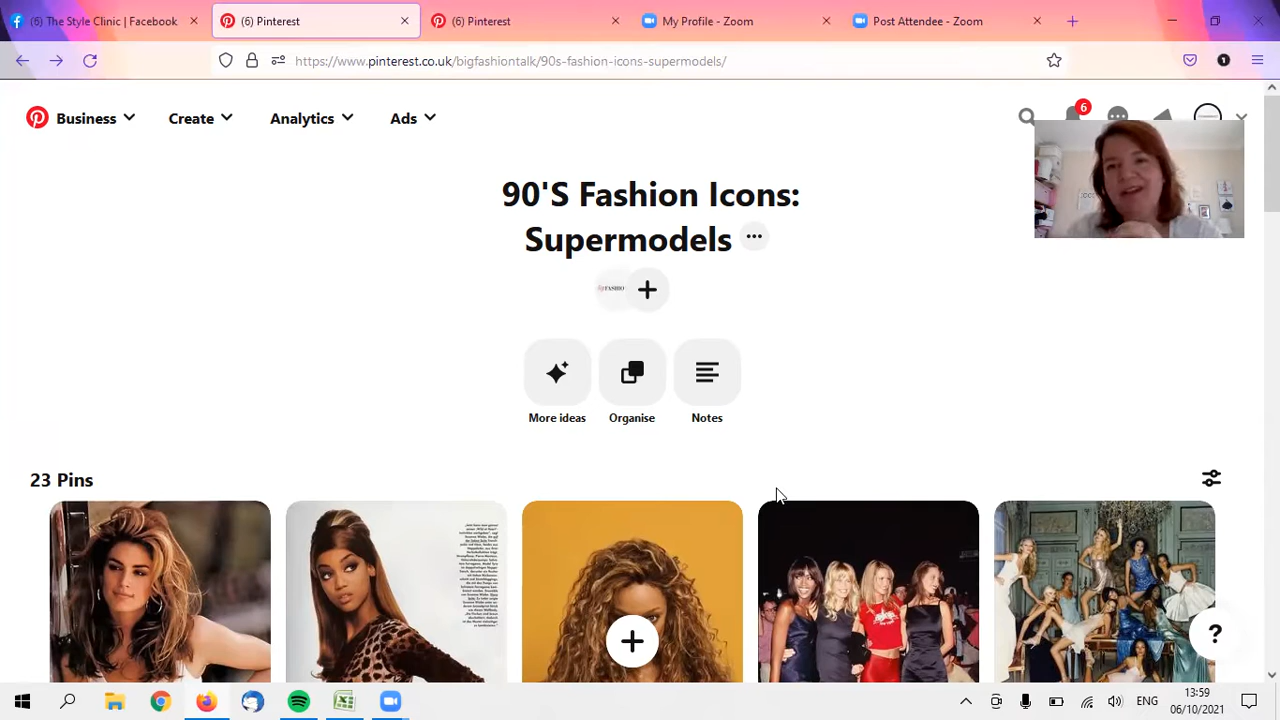 (6) The Style Clinic | Facebook
(6) Pinterest
(6) Pinterest
My Profile - Zoom
Post Attendee - Zoom
https://www.pinterest.co.uk/bigfashiontalk/90s-fashion-icons-supermodels/
1
Business
Create
Analytics
Ads
6
90'S Fashion Icons:
Supermodels
More ideas
Organise
Notes
23 Pins
?
ENG
13:59
06/10/2021